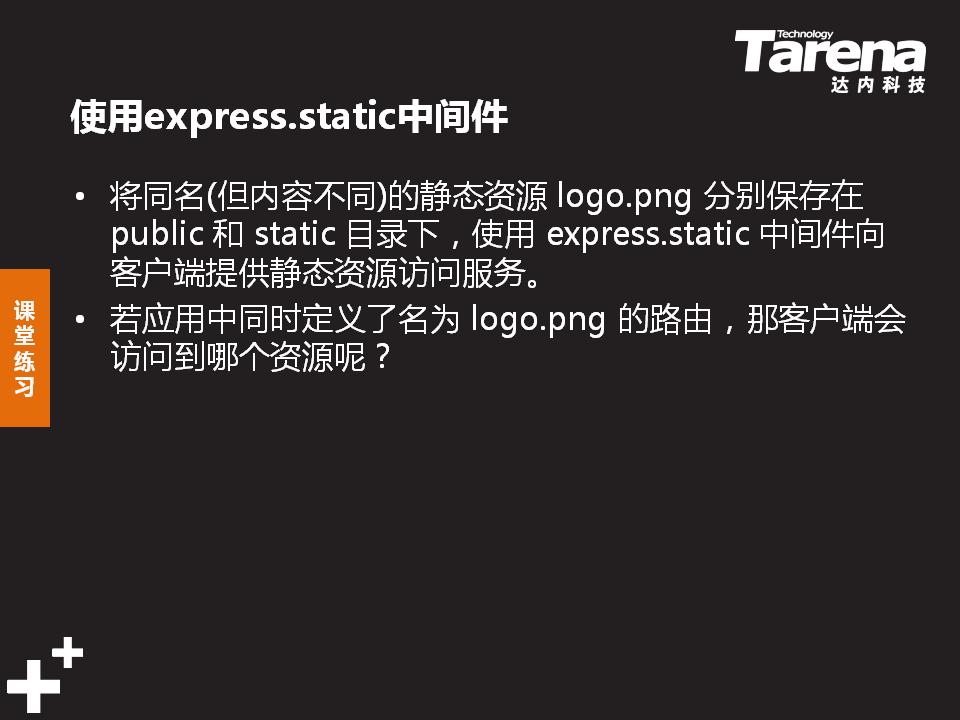 Technology
Tarena
达内科技
使用express.static中间件
• 将同名(但内容不同)的静态资源 logo.png 分别保存在
public 和 static 目录下，使用 express.static 中间件向
客户端提供静态资源访问服务。
• 若应用中同时定义了名为 logo.png 的路由，那客户端会
访问到哪个资源呢？
课
堂
练
习